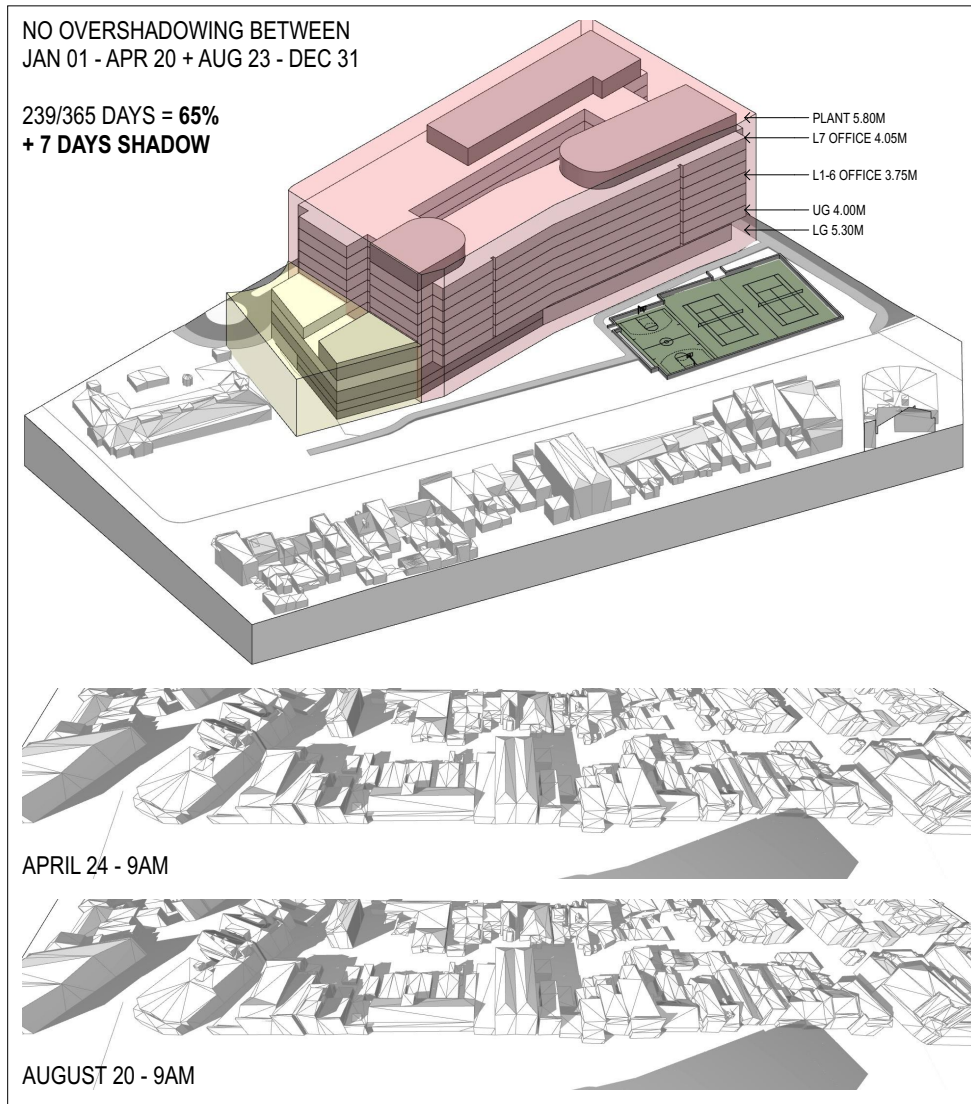 NO OVERSHADOWING BETWEEN
JAN 01 - APR 20 + AUG 23 - DEC 31
239/365 DAYS = 65%
+ 7 DAYS SHADOW
PLANT 5.80M
L7 OFFICE 4.05M
L1-6 OFFICE 3.75M
UG 4.00M
LG 5.30M
APRIL 24 - 9AM
AUGUST 20 - 9AM